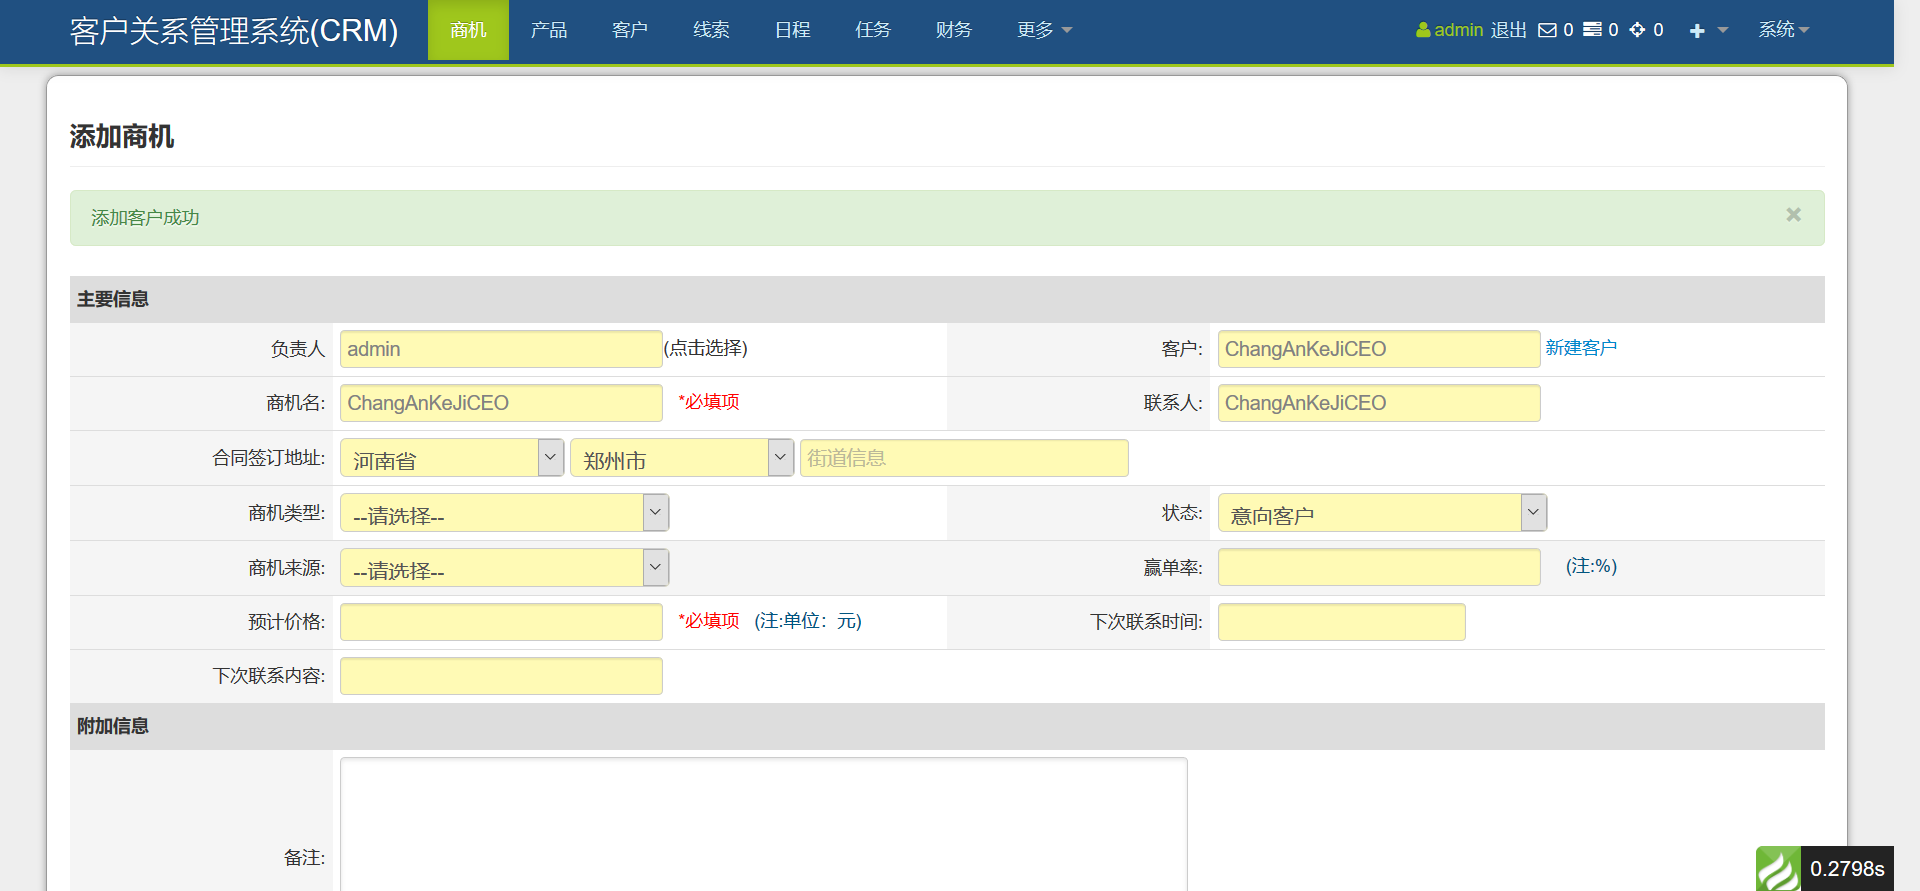 客户关系管理系统(CRM) 商机 产品 客户 线索 日程 任务 财务 更多 admin 退出 0 0 0 系统
添加商机
添加客户成功
主要信息
负责人 admin (点击选择) 客户: ChangAnKeJiCEO 新建客户
商机名: ChangAnKeJiCEO *必填项 联系人: ChangAnKeJiCEO
合同签订地址: 河南省 郑州市 街道信息
商机类型: --请选择-- 状态: 意向客户
商机来源: --请选择-- 赢单率: (注:%)
预计价格: *必填项 (注:单位：元) 下次联系时间:
下次联系内容:
附加信息
备注:
0.2798s